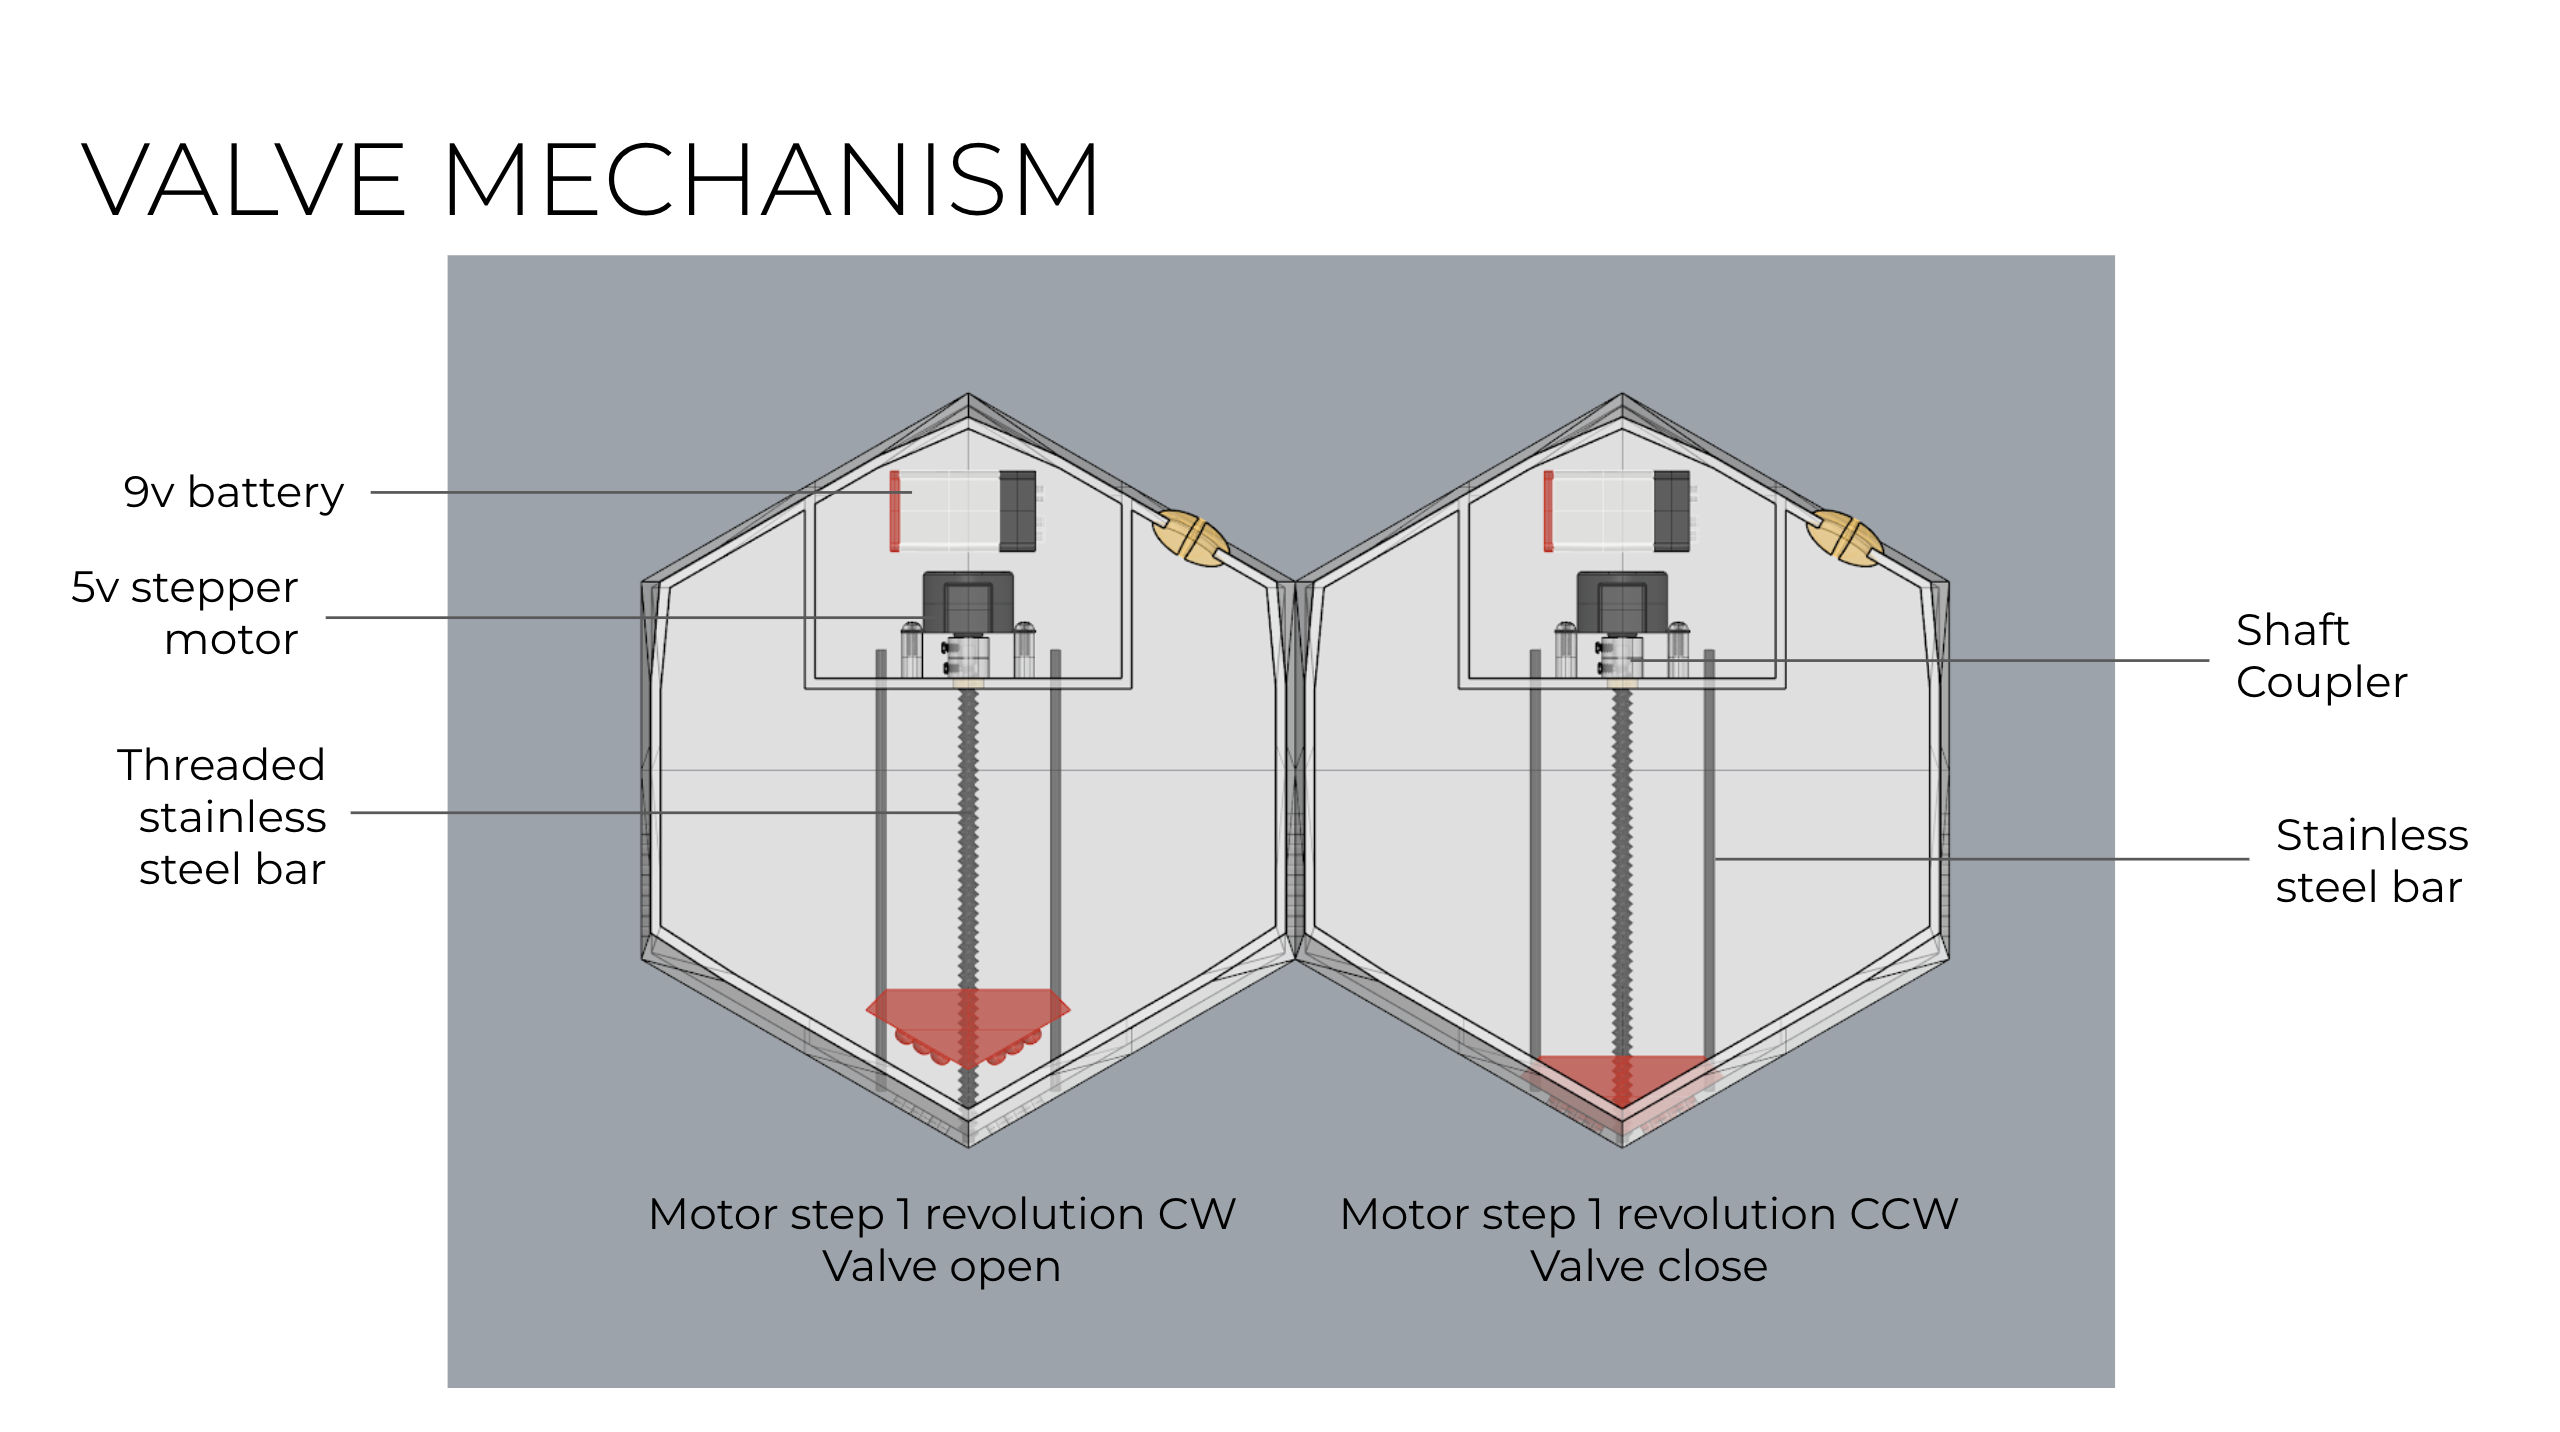 VALVE MECHANISM
9v battery
5v stepper
motor
Threaded
stainless
steel bar
Shaft
Coupler
Stainless
steel bar
Motor step 1 revolution CW
Valve open
Motor step 1 revolution CCW
Valve close